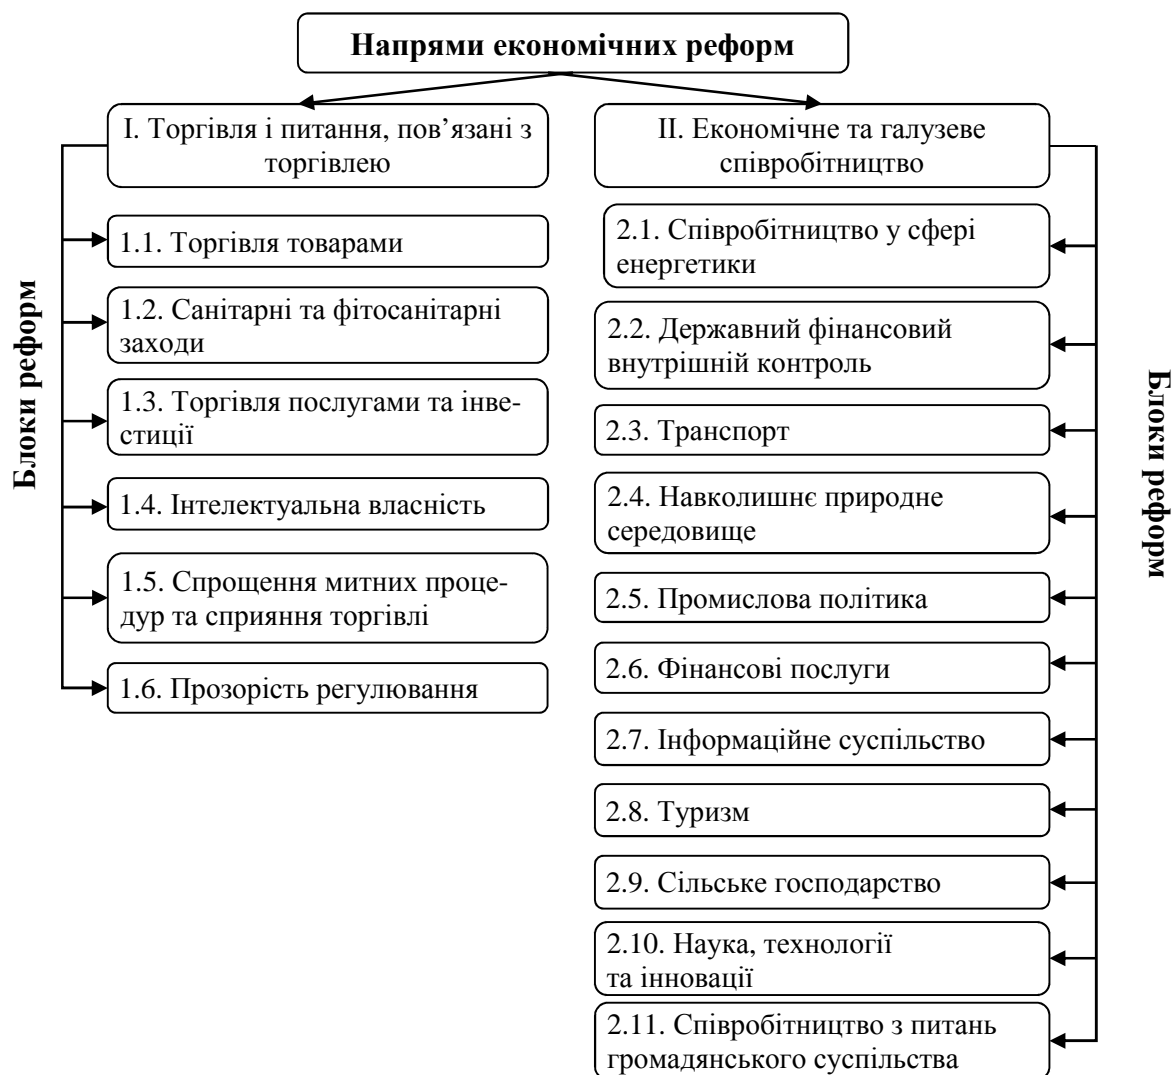 Напрями економічних реформ
І. Торгівля і питання, пов’язані з
торгівлею
Блоки реформ
1.1. Торгівля товарами
1.2. Санітарні та фітосанітарні
заходи
1.3. Торгівля послугами та інве-
стиції
1.4. Інтелектуальна власність
1.5. Спрощення митних проце-
дур та сприяння торгівлі
1.6. Прозорість регулювання
ІІ. Економічне та галузеве
співробітництво
2.1. Співробітництво у сфері
енергетики
2.2. Державний фінансовий
внутрішній контроль
2.3. Транспорт
2.4. Навколишнє природне
середовище
2.5. Промислова політика
2.6. Фінансові послуги
2.7. Інформаційне суспільство
2.8. Туризм
2.9. Сільське господарство
2.10. Наука, технології
та інновації
2.11. Співробітництво з питань
громадянського суспільства
Блоки реформ